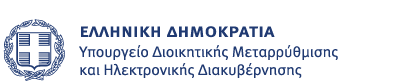 ΕΛΛΗΝΙΚΗ ΔΗΜΟΚΡΑΤΙΑ
Υπουργείο Διοικητικής Μεταρρύθμισης
και Ηλεκτρονικής Διακυβέρνησης